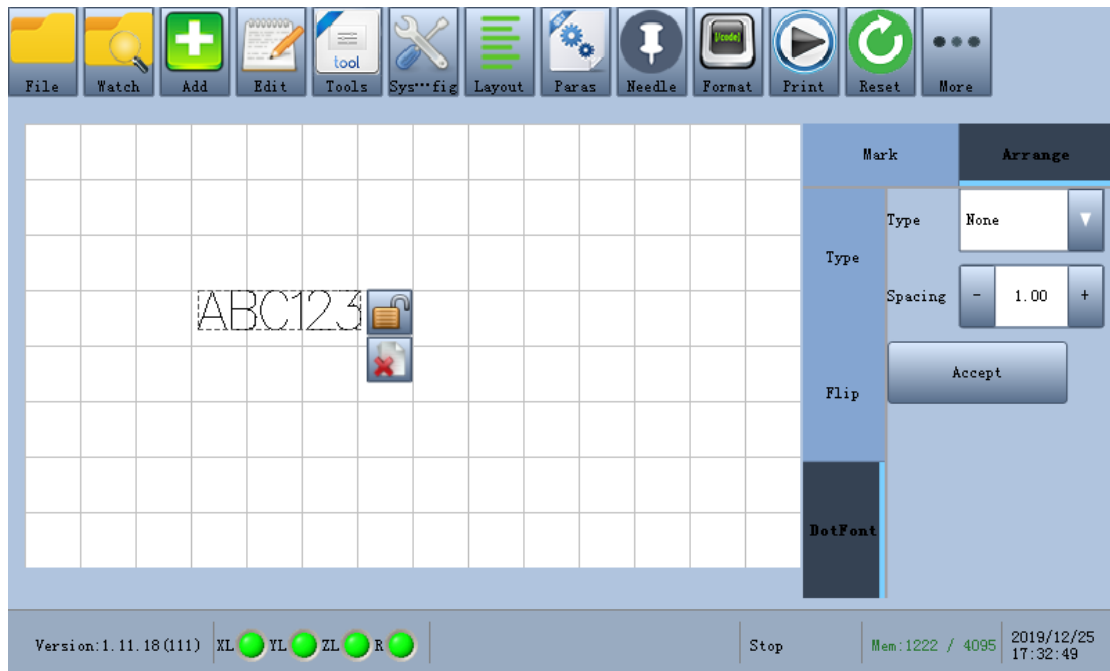 [/code]
tool
File Watch Add Edit Tools Sys···fig Layout Paras Needle Format Print Reset More
Mark Arrange
Type None
Type
Spacing - 1.00 +
ABC123
Accept
Flip
DotFont
Version:1.11.18(111) XL YL ZL R Stop Mem:1222 / 4095 2019/12/25
17:32:49